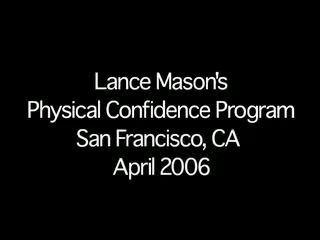 Lance Mason's
Physical Confidence Program
San Francisco, CA
April 2006